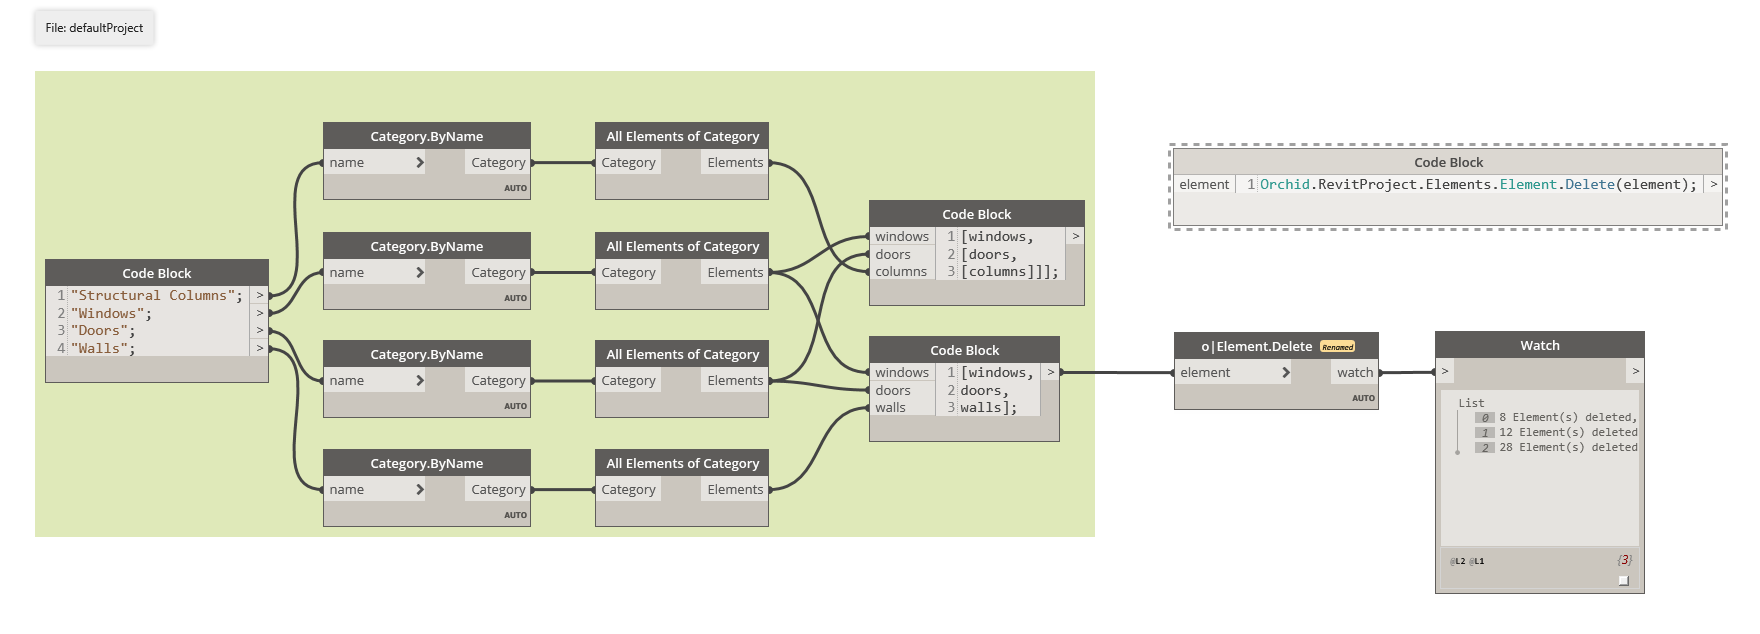 File: defaultProject
Code Block
1 "Structural Columns"; >
2 "Windows"; >
3 "Doors"; >
4 "Walls"; >
Category.ByName
name > Category
AUTO
Category.ByName
name > Category
AUTO
Category.ByName
name > Category
AUTO
Category.ByName
name > Category
AUTO
All Elements of Category
Category Elements
All Elements of Category
Category Elements
All Elements of Category
Category Elements
All Elements of Category
Category Elements
Code Block
windows 1 [windows, >
doors 2 [doors,
columns 3 [columns]]];
Code Block
windows 1 [windows, >
doors 2 doors,
walls 3 walls];
Code Block
element 1 Orchid.RevitProject.Elements.Element.Delete(element); >
o|Element.Delete Renamed
element > watch
AUTO
Watch
> >
List
0 8 Element(s) deleted,
1 12 Element(s) deleted
2 28 Element(s) deleted
@L2 @L1 {3}